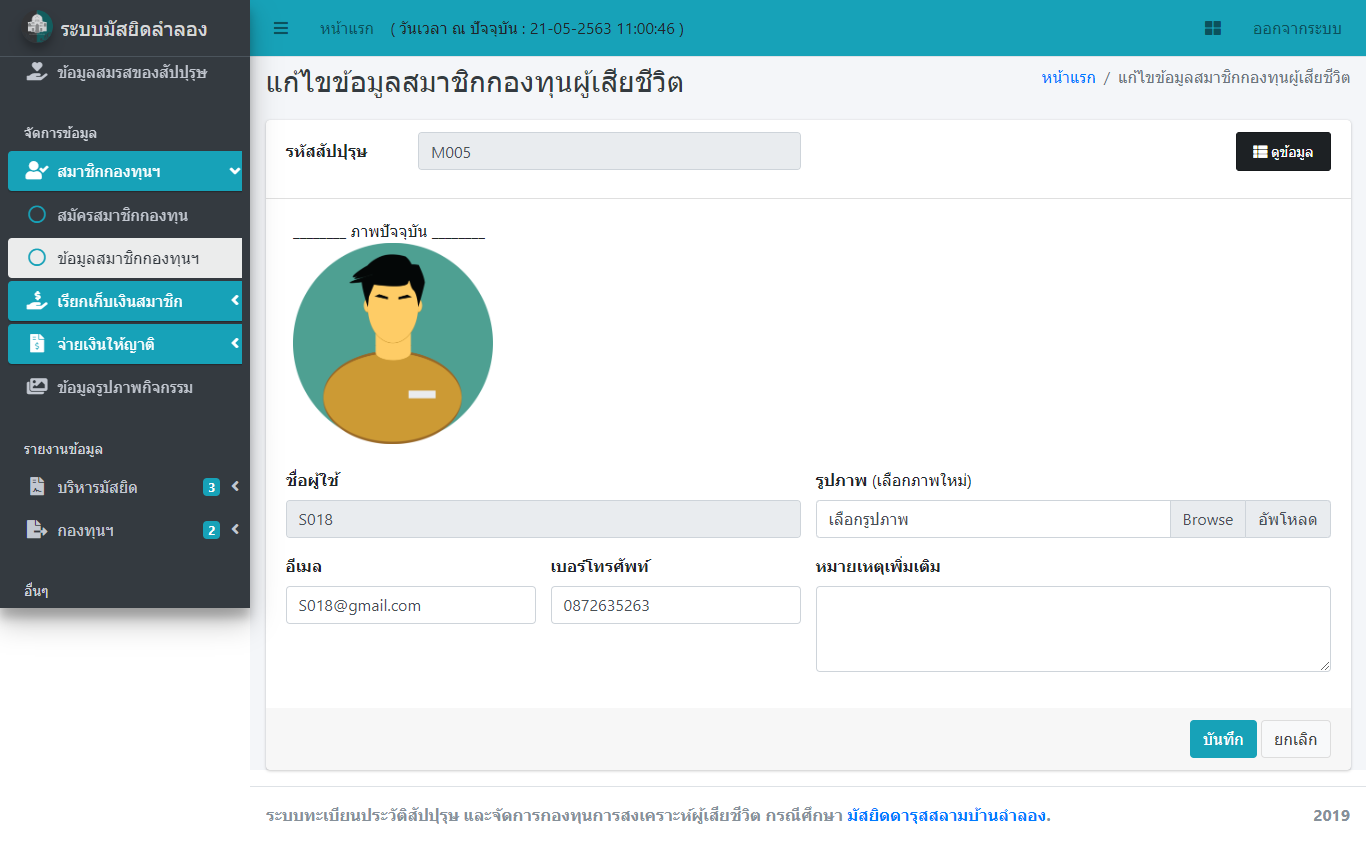 ระบบมัสยิดลำลอง
หน้าแรก ( วันเวลา ณ ปัจจุบัน : 21-05-2563 11:00:46 )
ออกจากระบบ
ข้อมูลสมรสของสัปปุรุษ
จัดการข้อมูล
สมาชิกกองทุนฯ
สมัครสมาชิกกองทุน
ข้อมูลสมาชิกกองทุนฯ
เรียกเก็บเงินสมาชิก
จ่ายเงินให้ญาติ
ข้อมูลรูปภาพกิจกรรม
รายงานข้อมูล
บริหารมัสยิด 3
กองทุนฯ 2
อื่นๆ
แก้ไขข้อมูลสมาชิกกองทุนผู้เสียชีวิต
หน้าแรก / แก้ไขข้อมูลสมาชิกกองทุนผู้เสียชีวิต
รหัสสัปปุรุษ M005
ดูข้อมูล
________ ภาพปัจจุบัน ________
ชื่อผู้ใช้
S018
รูปภาพ (เลือกภาพใหม่)
เลือกรูปภาพ Browse อัพโหลด
อีเมล
S018@gmail.com
เบอร์โทรศัพท์
0872635263
หมายเหตุเพิ่มเติม
บันทึก ยกเลิก
ระบบทะเบียนประวัติสัปปุรุษ และจัดการกองทุนการสงเคราะห์ผู้เสียชีวิต กรณีศึกษา มัสยิดดารุสสลามบ้านลำลอง.
2019